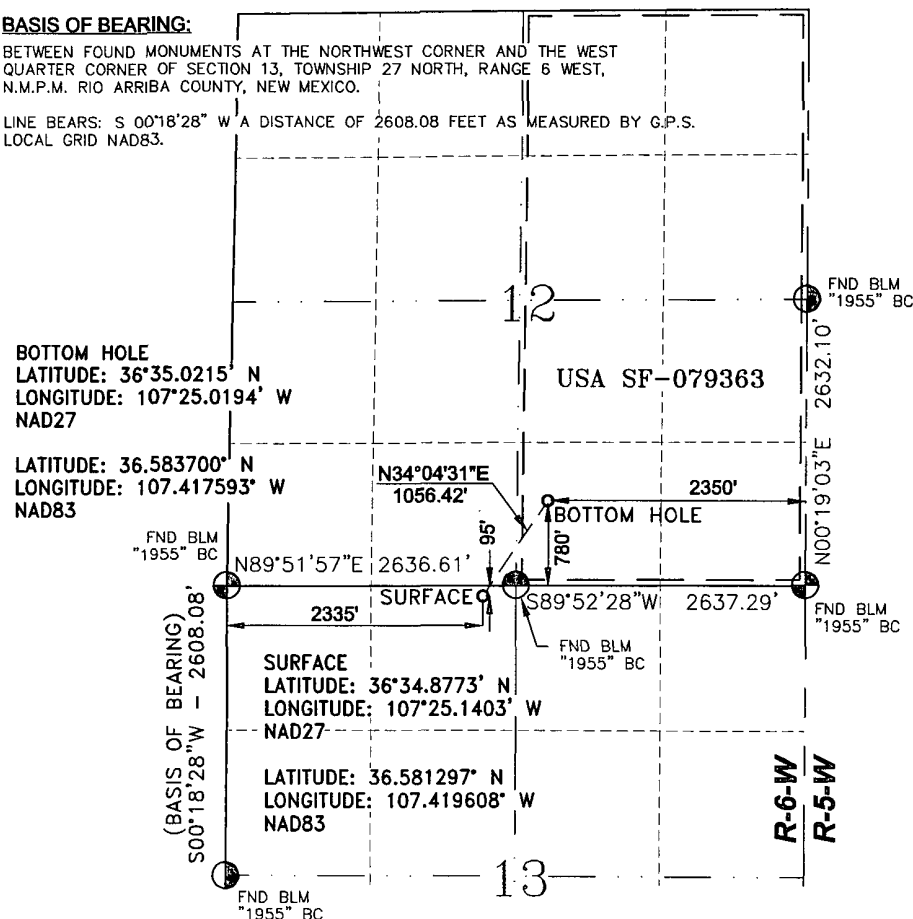 BASIS OF BEARING:
BETWEEN FOUND MONUMENTS AT THE NORTHWEST CORNER AND THE WEST
QUARTER CORNER OF SECTION 13, TOWNSHIP 27 NORTH, RANGE 6 WEST,
N.M.P.M. RIO ARRIBA COUNTY, NEW MEXICO.
LINE BEARS: S 00°18'28" W A DISTANCE OF 2608.08 FEET AS MEASURED BY G.P.S.
LOCAL GRID NAD83.
12
FND BLM
"1955" BC
BOTTOM HOLE
LATITUDE: 36°35.0215' N
LONGITUDE: 107°25.0194' W
NAD27
LATITUDE: 36.583700° N
LONGITUDE: 107.417593° W
NAD83
USA SF-079363
N00°19'03"E 2632.10'
N34°04'31"E
1056.42'
2350'
BOTTOM HOLE
95'
780'
FND BLM
"1955" BC
N89°51'57"E 2636.61'
SURFACE
S89°52'28"W 2637.29'
2335'
FND BLM
"1955" BC
FND BLM
"1955" BC
(BASIS OF BEARING)
S00°18'28"W - 2608.08'
SURFACE
LATITUDE: 36°34.8773' N
LONGITUDE: 107°25.1403' W
NAD27
LATITUDE: 36.581297° N
LONGITUDE: 107.419608° W
NAD83
R-6-W
R-5-W
13
FND BLM
"1955" BC